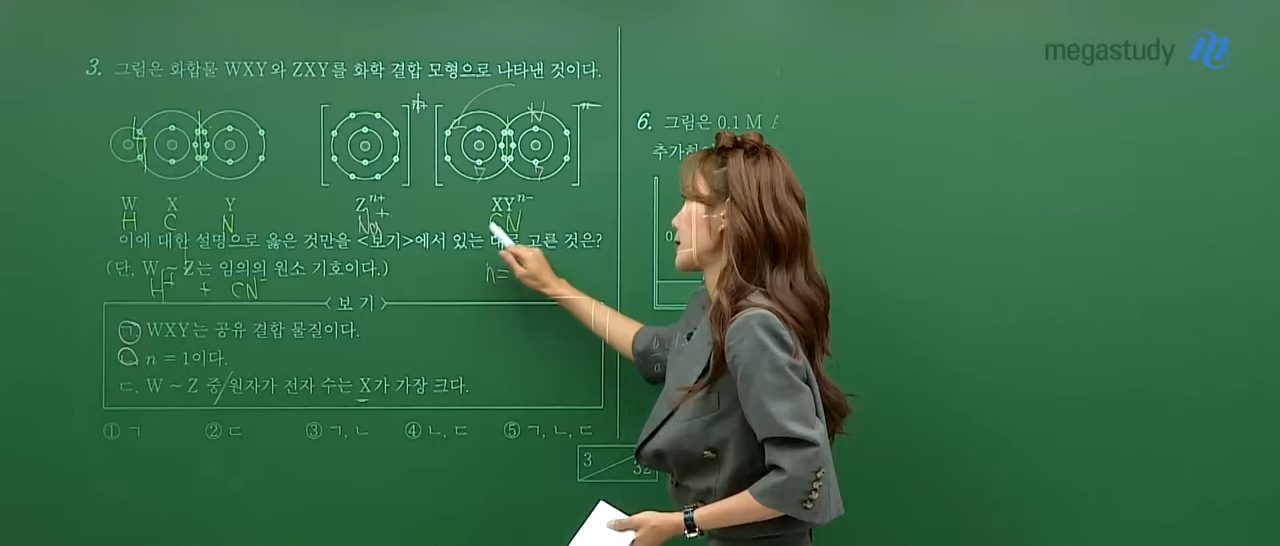 megastudy
3. 그림은 화합물 WXY와 ZXY를 화학 결합 모형으로 나타낸 것이다.
W X Y Zⁿ⁺ XYⁿ⁻
H C N CN
이에 대한 설명으로 옳은 것만을 <보기>에서 있는 대로 고른 것은?
(단, W ~ Z는 임의의 원소 기호이다.)
H⁺ + CN⁻
n=
<보 기>
ㄱ. WXY는 공유 결합 물질이다.
ㄴ. n = 1이다.
ㄷ. W ~ Z 중 원자가 전자 수는 X가 가장 크다.
① ㄱ ② ㄷ ③ ㄱ, ㄴ ④ ㄴ, ㄷ ⑤ ㄱ, ㄴ, ㄷ
3
6. 그림은 0.1 M